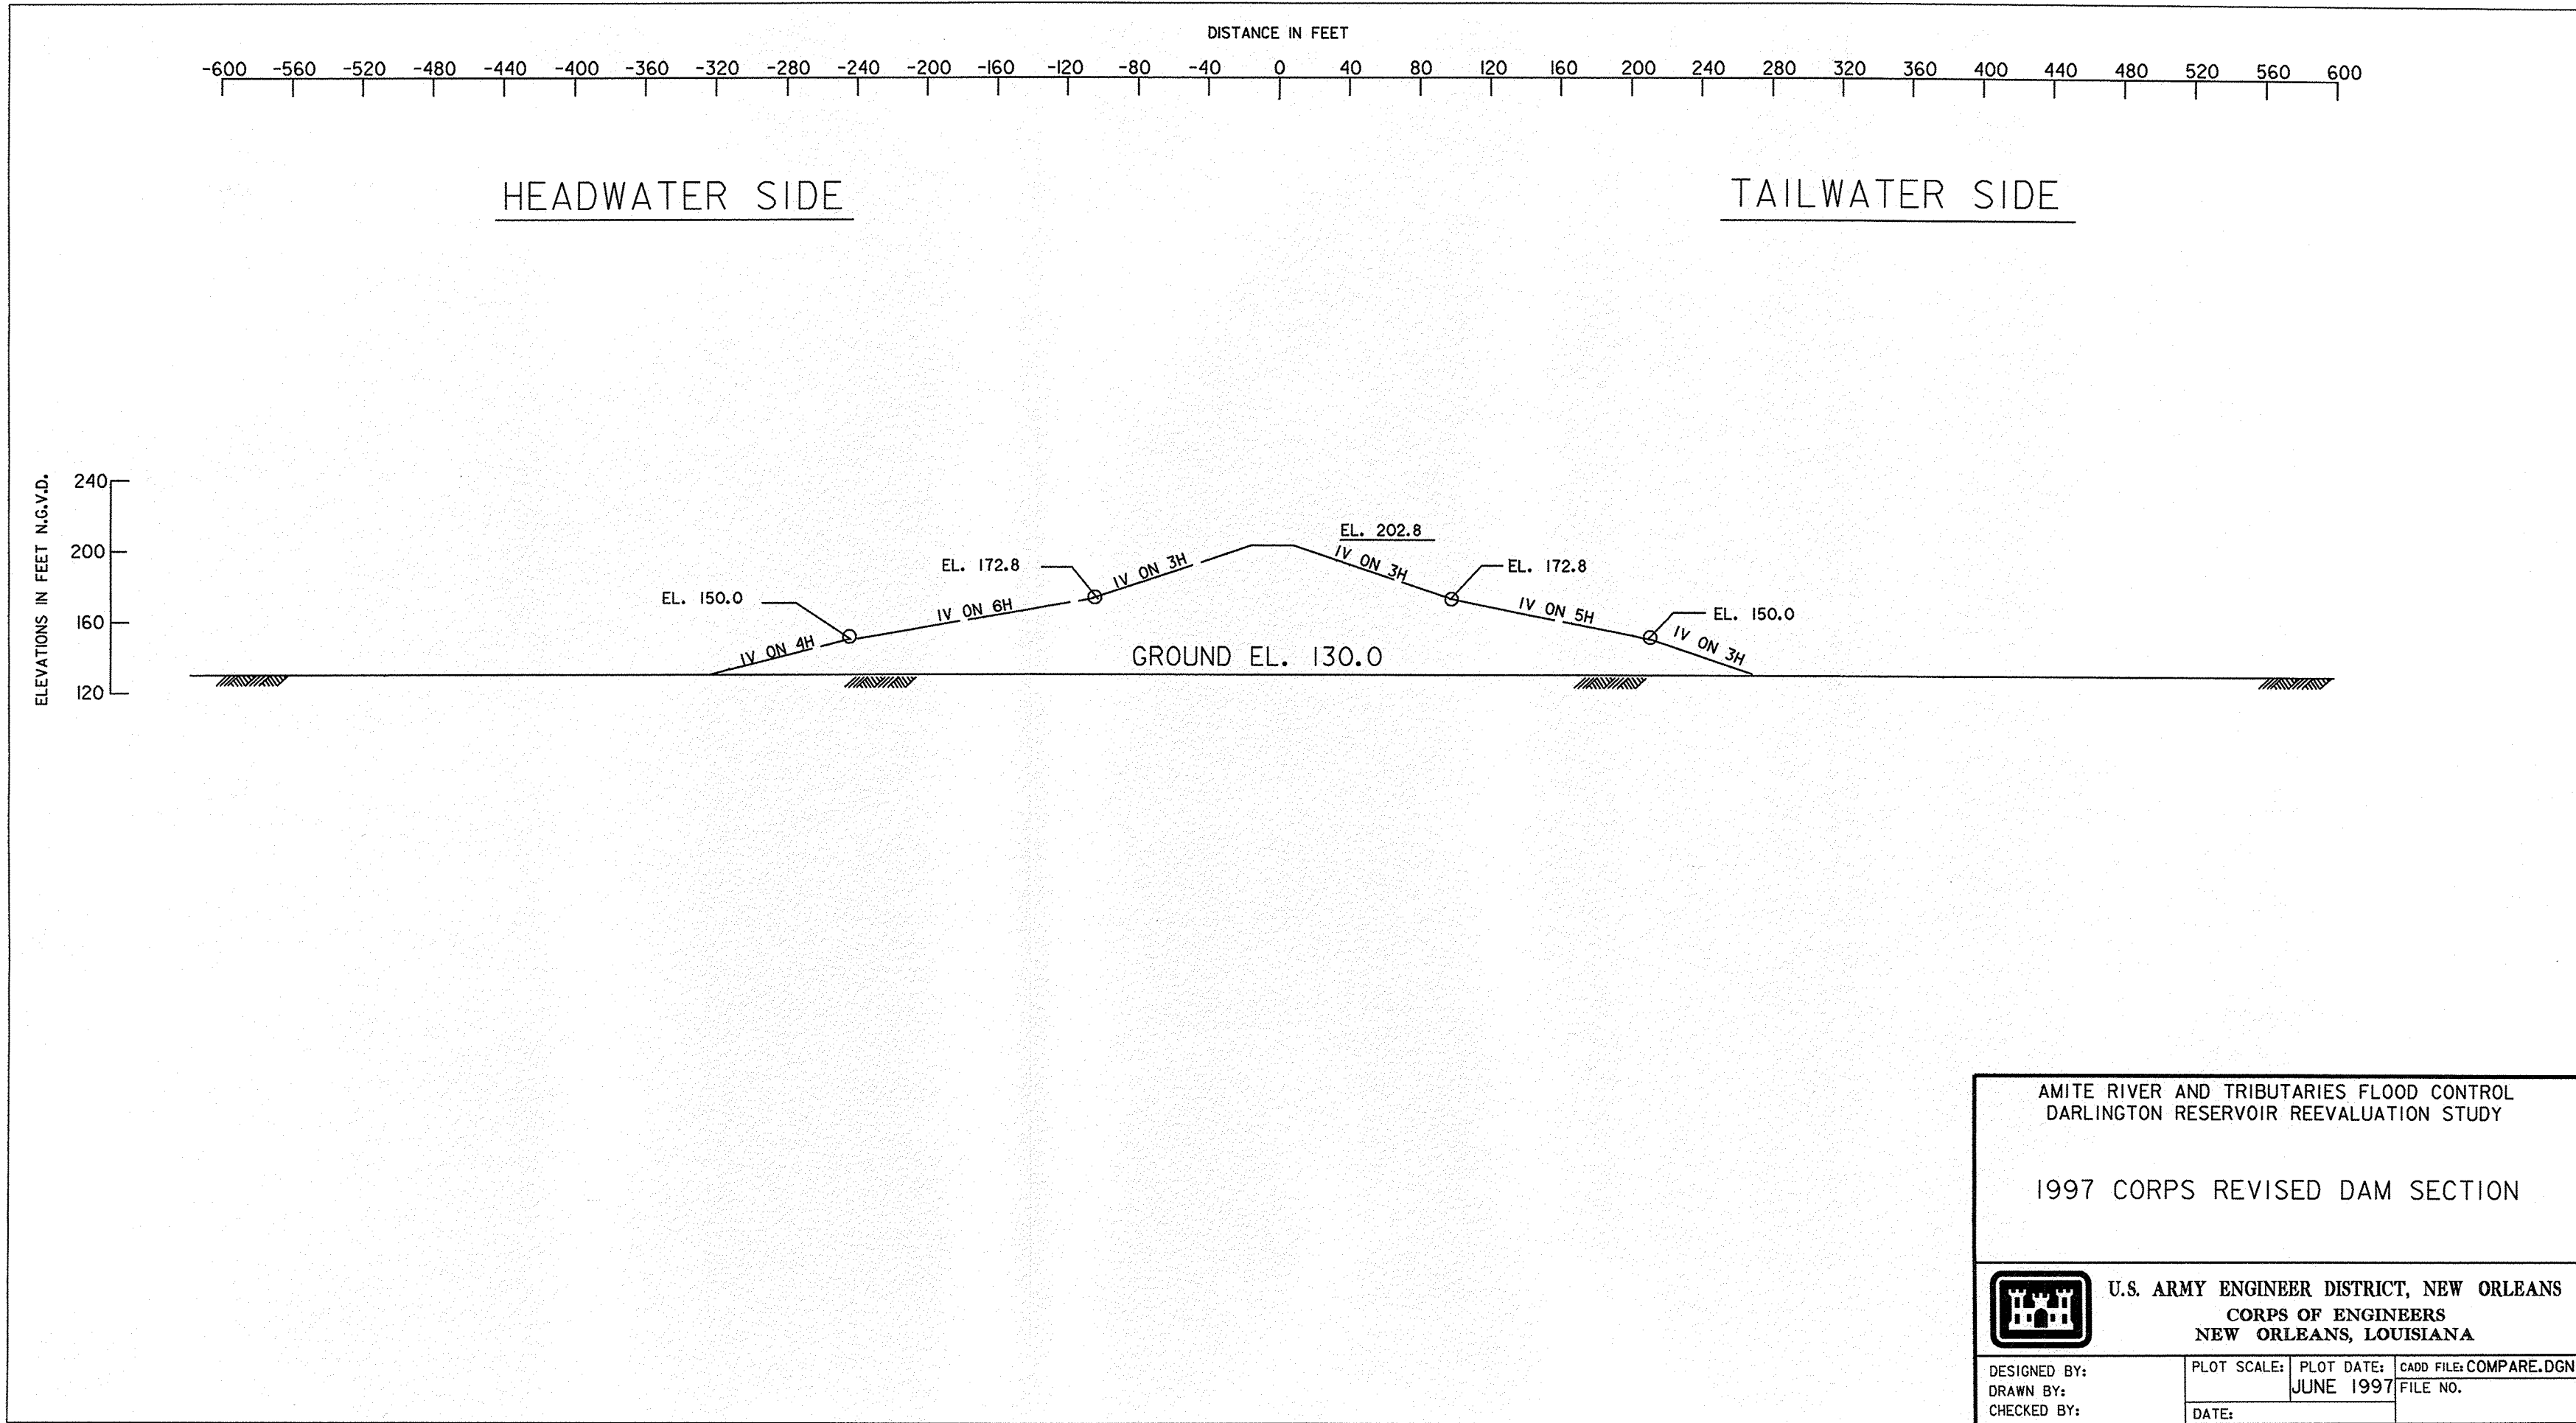 DISTANCE IN FEET
-600 -560 -520 -480 -440 -400 -360 -320 -280 -240 -200 -160 -120 -80 -40 0 40 80 120 160 200 240 280 320 360 400 440 480 520 560 600
HEADWATER SIDE
TAILWATER SIDE
ELEVATIONS IN FEET N.G.V.D.
240
200
160
120
EL. 202.8
EL. 172.8
1V ON 3H
1V ON 3H
EL. 172.8
EL. 150.0
1V ON 6H
1V ON 5H
EL. 150.0
1V ON 4H
GROUND EL. 130.0
1V ON 3H
AMITE RIVER AND TRIBUTARIES FLOOD CONTROL
DARLINGTON RESERVOIR REEVALUATION STUDY
1997 CORPS REVISED DAM SECTION
U.S. ARMY ENGINEER DISTRICT, NEW ORLEANS
CORPS OF ENGINEERS
NEW ORLEANS, LOUISIANA
DESIGNED BY:
DRAWN BY:
CHECKED BY:
PLOT SCALE:
PLOT DATE:
JUNE 1997
CADD FILE: COMPARE.DGN
FILE NO.
DATE: